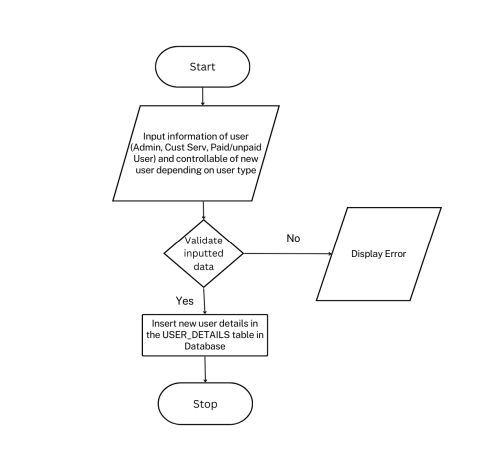 Start
Input information of user
(Admin, Cust Serv, Paid/unpaid
User) and controllable of new
user depending on user type
Validate
inputted
data
No
Display Error
Yes
Insert new user details in
the USER_DETAILS table in
Database
Stop